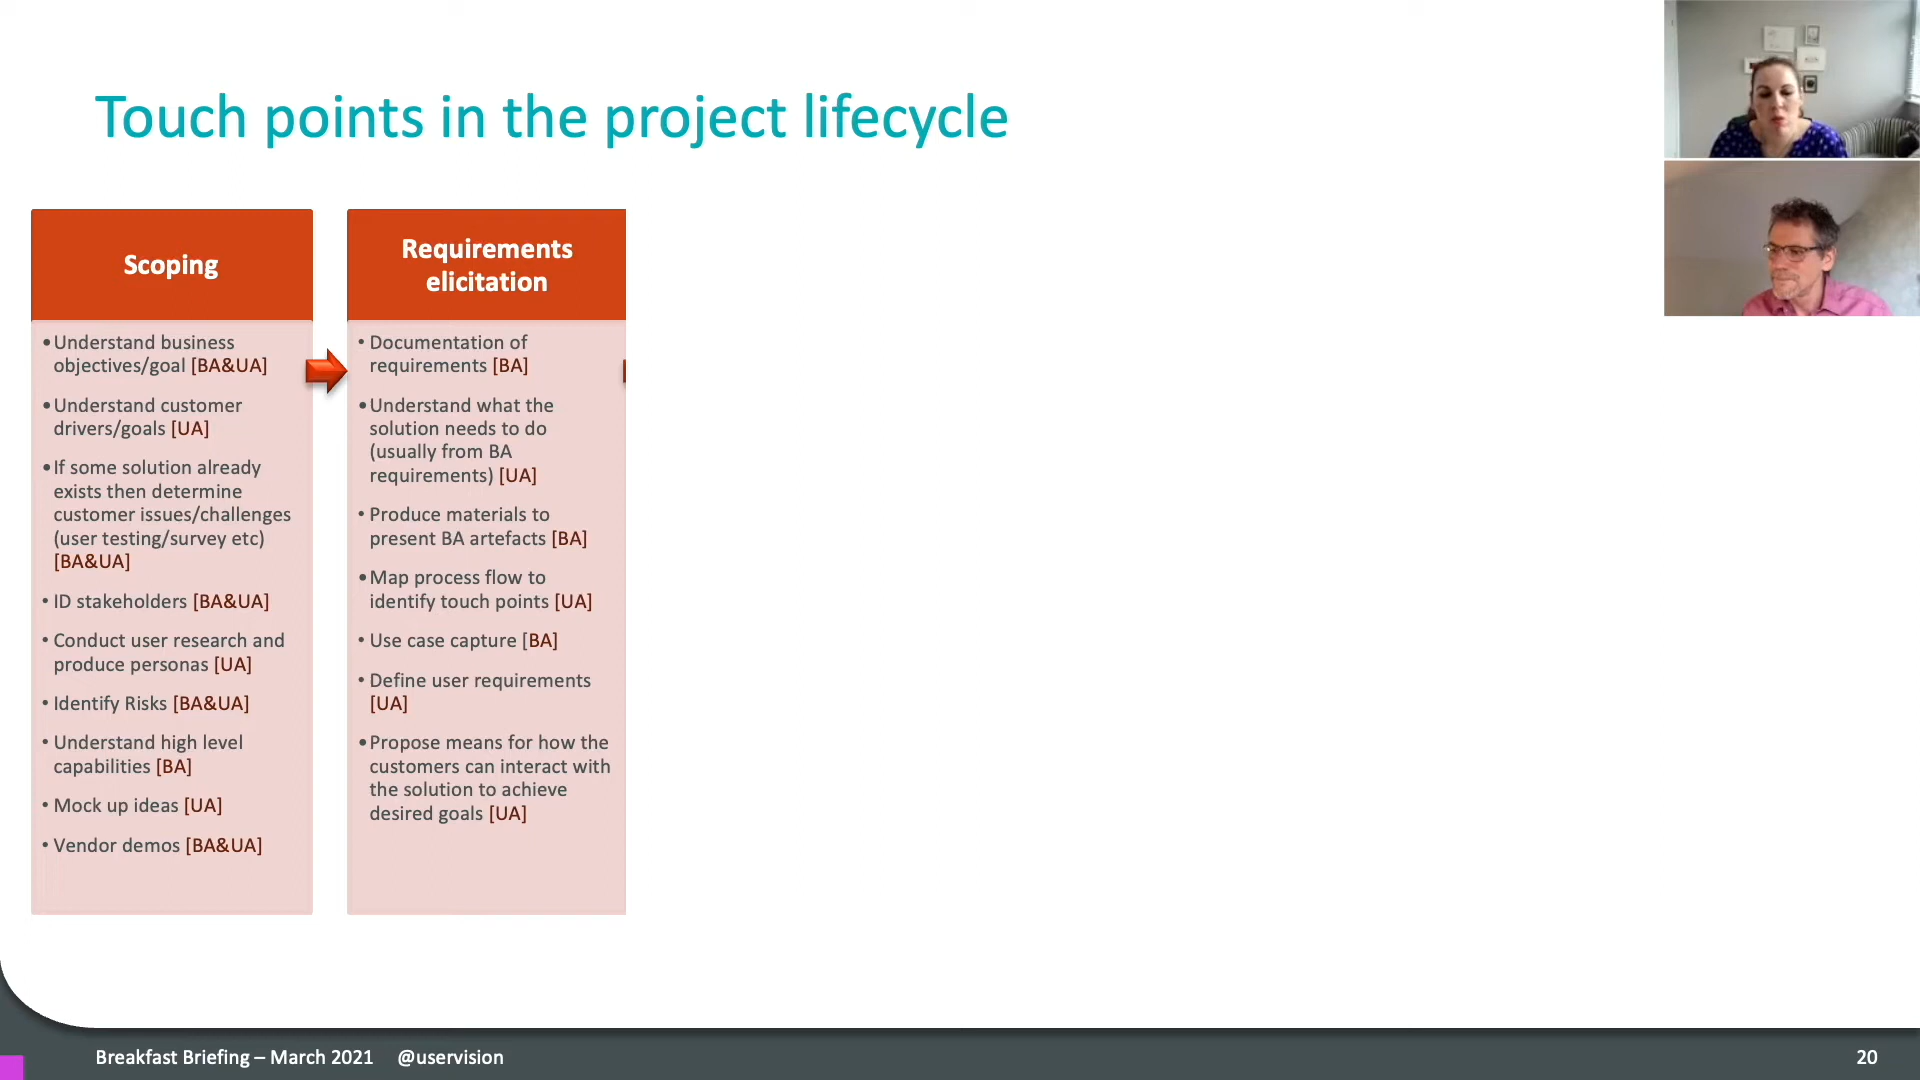 Touch points in the project lifecycle
Scoping
•Understand business
objectives/goal [BA&UA]
•Understand customer
drivers/goals [UA]
•If some solution already
exists then determine
customer issues/challenges
(user testing/survey etc)
[BA&UA]
• ID stakeholders [BA&UA]
• Conduct user research and
produce personas [UA]
• Identify Risks [BA&UA]
• Understand high level
capabilities [BA]
• Mock up ideas [UA]
• Vendor demos [BA&UA]
Requirements
elicitation
• Documentation of
requirements [BA]
•Understand what the
solution needs to do
(usually from BA
requirements) [UA]
• Produce materials to
present BA artefacts [BA]
•Map process flow to
identify touch points [UA]
• Use case capture [BA]
• Define user requirements
[UA]
•Propose means for how the
customers can interact with
the solution to achieve
desired goals [UA]
Breakfast Briefing – March 2021 @uservision
20